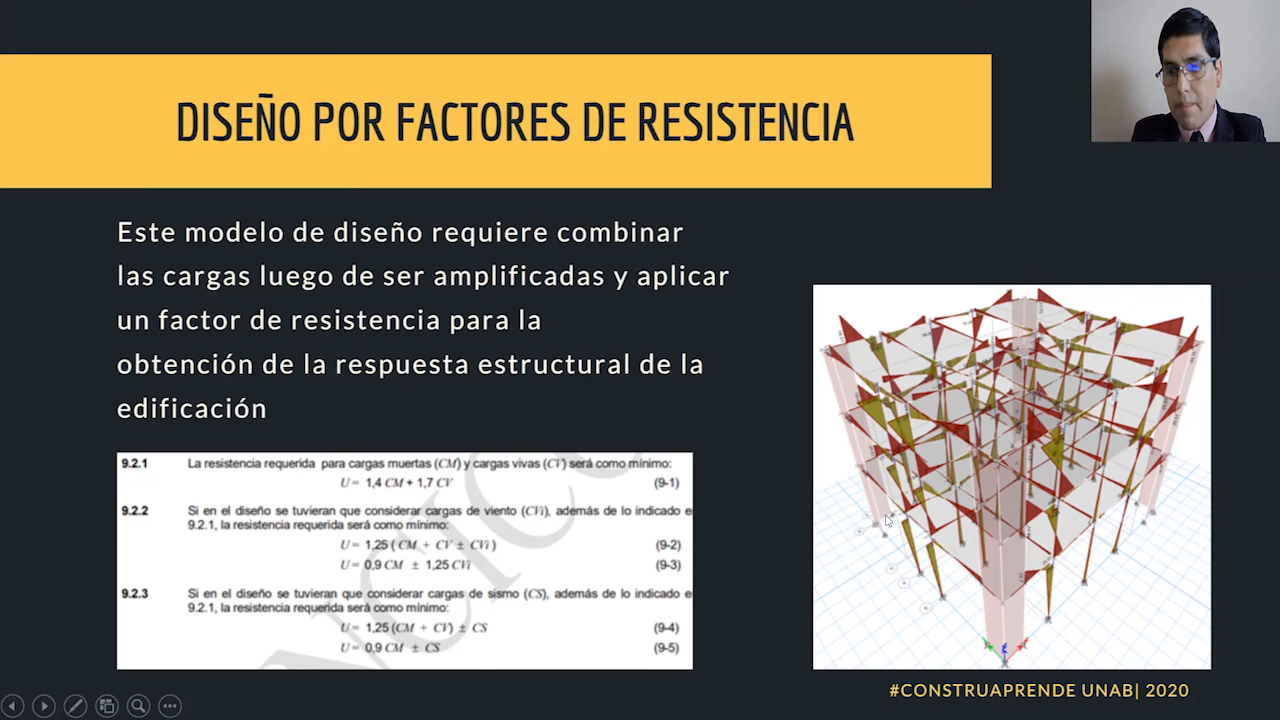 DISEÑO POR FACTORES DE RESISTENCIA
Este modelo de diseño requiere combinar
las cargas luego de ser amplificadas y aplicar
un factor de resistencia para la
obtención de la respuesta estructural de la
edificación
9.2.1 La resistencia requerida para cargas muertas (CM) y cargas vivas (CV) será como mínimo:
U = 1,4 CM + 1,7 CV (9-1)
9.2.2 Si en el diseño se tuvieran que considerar cargas de viento (CVi), además de lo indicado e
9.2.1, la resistencia requerida será como mínimo:
U = 1,25 ( CM + CV ± CVi ) (9-2)
U = 0,9 CM ± 1,25 CVi (9-3)
9.2.3 Si en el diseño se tuvieran que considerar cargas de sismo (CS), además de lo indicado e
9.2.1, la resistencia requerida será como mínimo:
U = 1,25 (CM + CV) ± CS (9-4)
U = 0,9 CM ± CS (9-5)
#CONSTRUAPRENDE UNAB| 2020